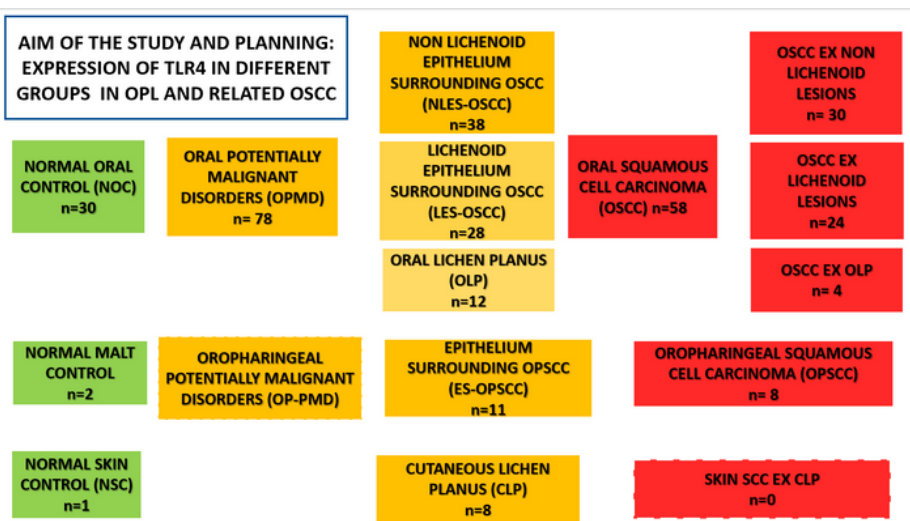 AIM OF THE STUDY AND PLANNING:
EXPRESSION OF TLR4 IN DIFFERENT
GROUPS IN OPL AND RELATED OSCC
NON LICHENOID
EPITHELIUM
SURROUNDING OSCC
(NLES-OSCC)
n=38
OSCC EX NON
LICHENOID
LESIONS
n= 30
NORMAL ORAL
CONTROL (NOC)
n=30
ORAL POTENTIALLY
MALIGNANT
DISORDERS (OPMD)
n= 78
LICHENOID
EPITHELIUM
SURROUNDING OSCC
(LES-OSCC)
n=28
ORAL SQUAMOUS
CELL CARCINOMA
(OSCC) n=58
OSCC EX
LICHENOID
LESIONS
n=24
ORAL LICHEN PLANUS
(OLP)
n=12
OSCC EX OLP
n= 4
NORMAL MALT
CONTROL
n=2
OROPHARINGEAL
POTENTIALLY MALIGNANT
DISORDERS (OP-PMD)
EPITHELIUM
SURROUNDING OPSCC
(ES-OPSCC)
n=11
OROPHARINGEAL SQUAMOUS
CELL CARCINOMA (OPSCC)
n= 8
NORMAL SKIN
CONTROL (NSC)
n=1
CUTANEOUS LICHEN
PLANUS (CLP)
n=8
SKIN SCC EX CLP
n=0